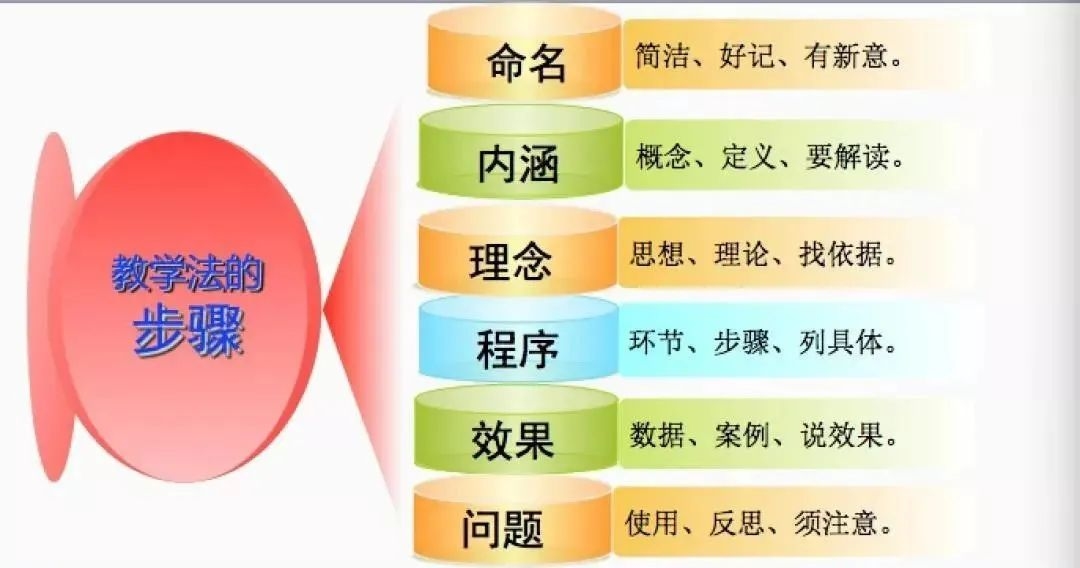 教学法的
步骤
命名
简洁、好记、有新意。
内涵
概念、定义、要解读。
理念
思想、理论、找依据。
程序
环节、步骤、列具体。
效果
数据、案例、说效果。
问题
使用、反思、须注意。